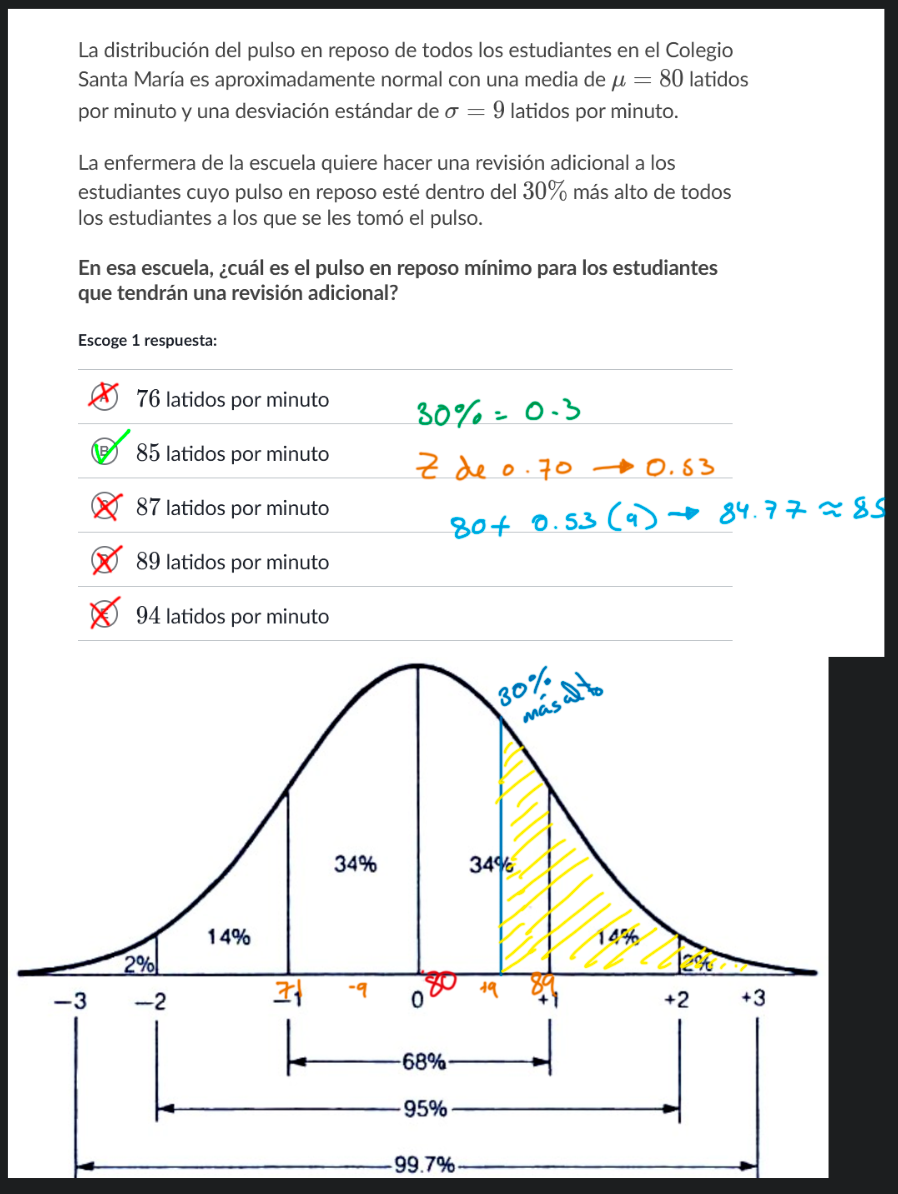 La distribución del pulso en reposo de todos los estudiantes en el Colegio
Santa María es aproximadamente normal con una media de μ = 80 latidos
por minuto y una desviación estándar de σ = 9 latidos por minuto.
La enfermera de la escuela quiere hacer una revisión adicional a los
estudiantes cuyo pulso en reposo esté dentro del 30% más alto de todos
los estudiantes a los que se les tomó el pulso.
En esa escuela, ¿cuál es el pulso en reposo mínimo para los estudiantes
que tendrán una revisión adicional?
Escoge 1 respuesta:
A 76 latidos por minuto
30% = 0.3
B 85 latidos por minuto
Z de 0.70 → 0.53
87 latidos por minuto
80+ 0.53 (9) → 84.77 ≈ 85
D 89 latidos por minuto
E 94 latidos por minuto
30%
más alto
34% 34%
14% 14%
2% 2%
71 -9 80 +9 89
-3 -2 -1 0 +1 +2 +3
68%
95%
99.7%